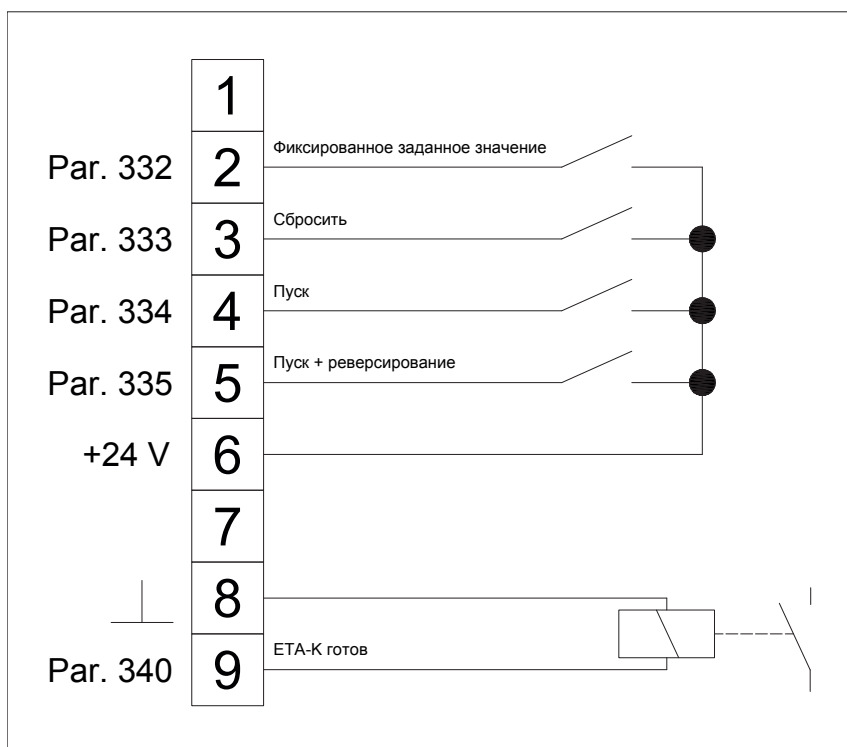 1
Par. 332 2 Фиксированное заданное значение
Par. 333 3 Сбросить
Par. 334 4 Пуск
Par. 335 5 Пуск + реверсирование
+24 V 6
7
8
Par. 340 9 ETA-K готов